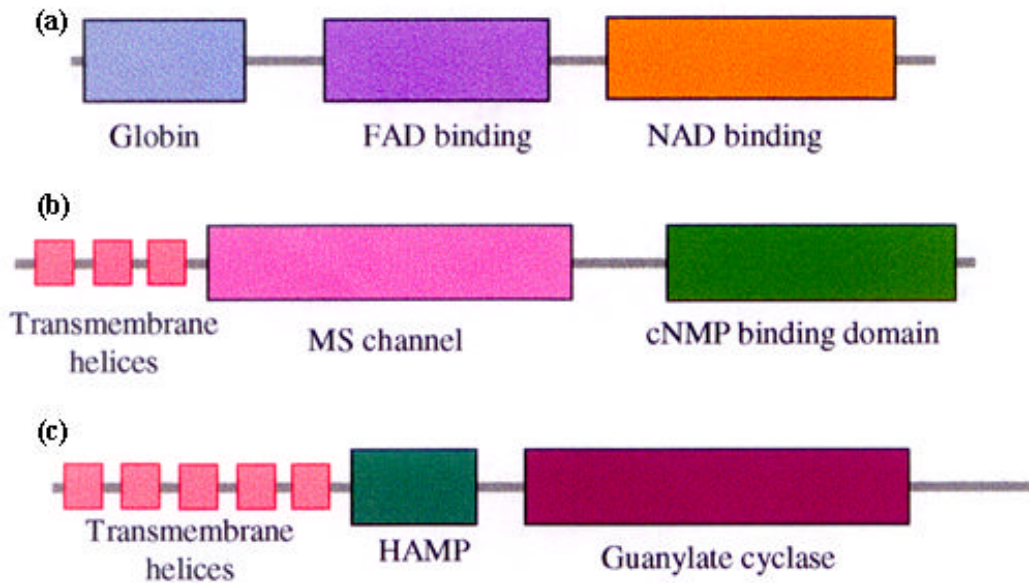 (a)
Globin FAD binding NAD binding
(b)
Transmembrane
helices
MS channel cNMP binding domain
(c)
Transmembrane
helices
HAMP Guanylate cyclase